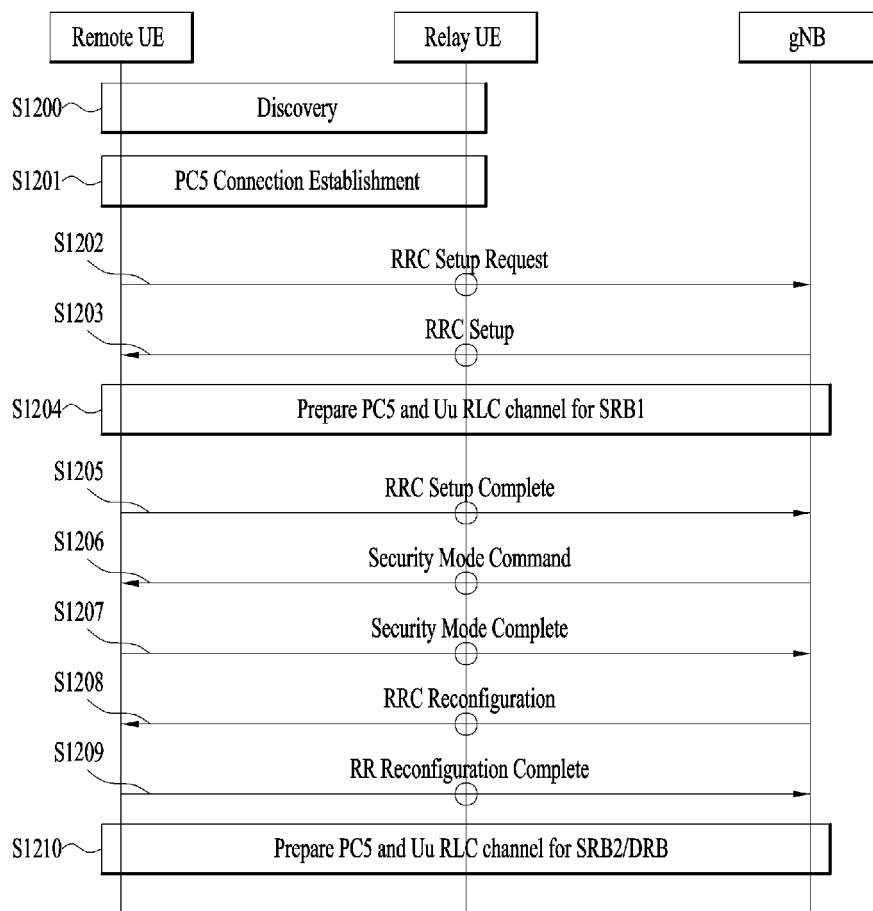 Remote UE
Relay UE
gNB
S1200
Discovery
S1201
PC5 Connection Establishment
S1202
RRC Setup Request
S1203
RRC Setup
S1204
Prepare PC5 and Uu RLC channel for SRB1
S1205
RRC Setup Complete
S1206
Security Mode Command
S1207
Security Mode Complete
S1208
RRC Reconfiguration
S1209
RR Reconfiguration Complete
S1210
Prepare PC5 and Uu RLC channel for SRB2/DRB